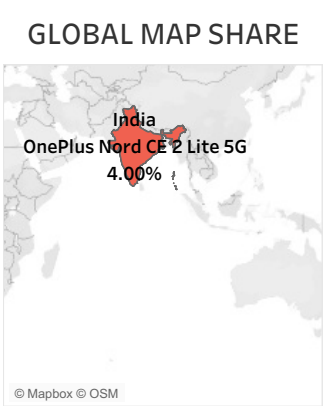 GLOBAL MAP SHARE
India
OnePlus Nord CE 2 Lite 5G
4.00%
© Mapbox © OSM